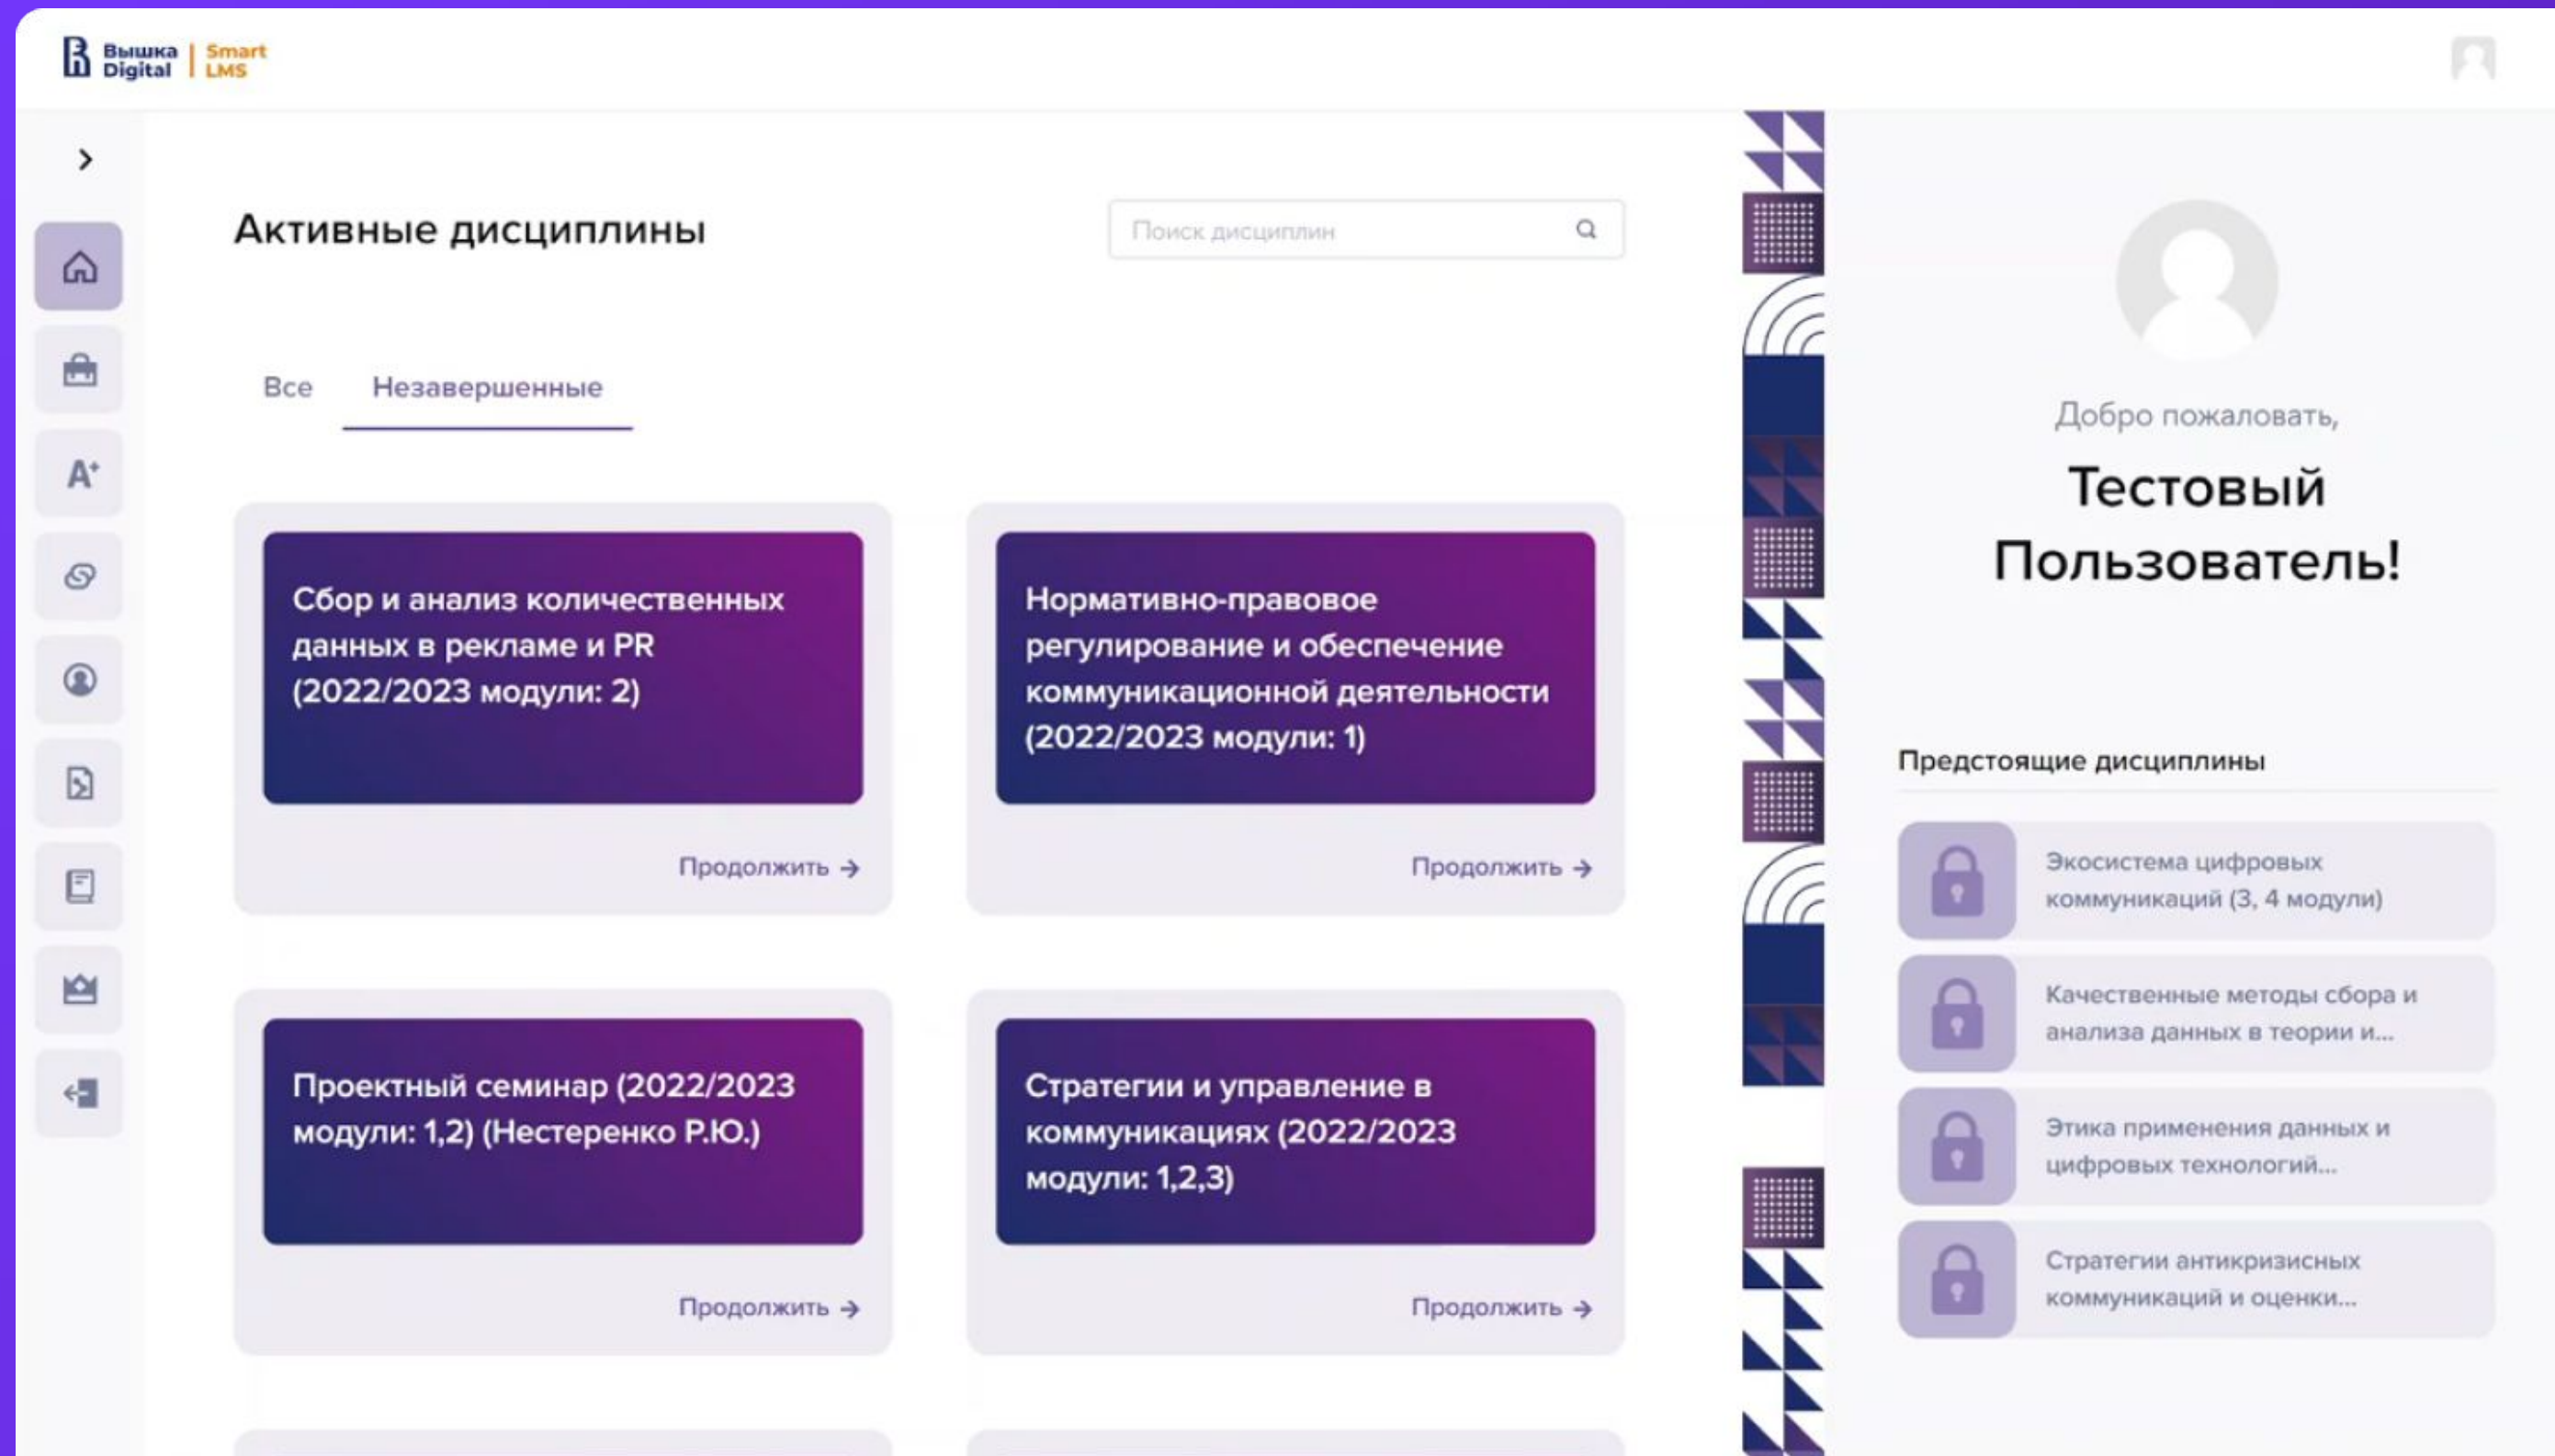 Вышка
Digital
Smart
LMS
Активные дисциплины
Поиск дисциплин
Все
Незавершенные
A+
Сбор и анализ количественных
данных в рекламе и PR
(2022/2023 модули: 2)
Продолжить →
Нормативно-правовое
регулирование и обеспечение
коммуникационной деятельности
(2022/2023 модули: 1)
Продолжить →
Проектный семинар (2022/2023
модули: 1,2) (Нестеренко Р.Ю.)
Продолжить →
Стратегии и управление в
коммуникациях (2022/2023
модули: 1,2,3)
Продолжить →
Добро пожаловать,
Тестовый
Пользователь!
Предстоящие дисциплины
Экосистема цифровых
коммуникаций (3, 4 модули)
Качественные методы сбора и
анализа данных в теории и...
Этика применения данных и
цифровых технологий...
Стратегии антикризисных
коммуникаций и оценки...